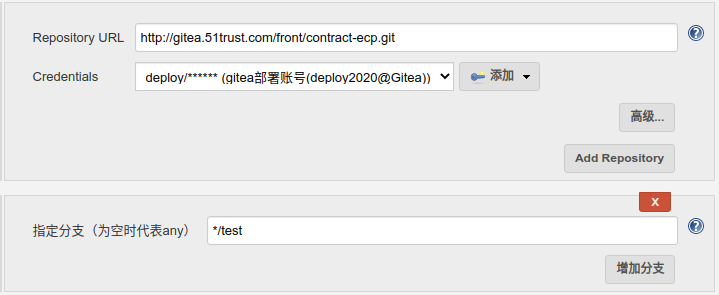 Repository URL http://gitea.51trust.com/front/contract-ecp.git
Credentials deploy/****** (gitea部署账号(deploy2020@Gitea)) 添加
高级...
Add Repository
X
指定分支（为空时代表any） */test
增加分支